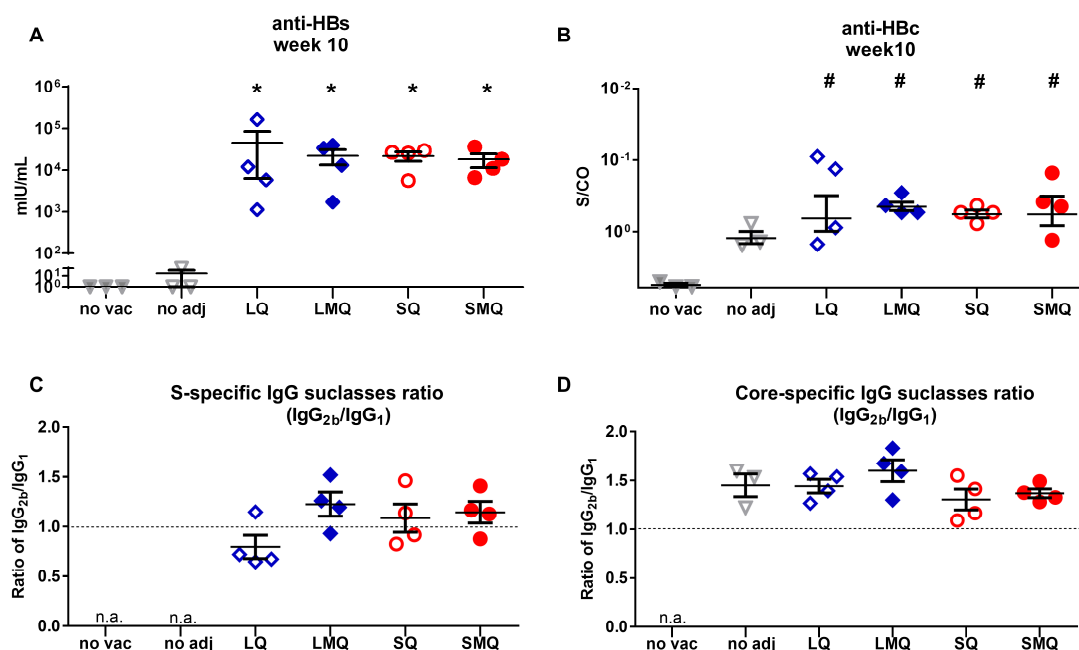 A
anti-HBs
week 10
mIU/mL
10⁶
10⁵
10⁴
10³
10²
10¹
10⁰
* * * *
no vac no adj LQ LMQ SQ SMQ
B
anti-HBc
week10
S/CO
10⁻²
10⁻¹
10⁰
# # # #
no vac no adj LQ LMQ SQ SMQ
C
S-specific IgG suclasses ratio
(IgG₂b/IgG₁)
Ratio of IgG₂b/IgG₁
2.0
1.5
1.0
0.5
0.0
n.a. n.a.
no vac no adj LQ LMQ SQ SMQ
D
Core-specific IgG suclasses ratio
(IgG₂b/IgG₁)
Ratio of IgG₂b/IgG₁
2.0
1.5
1.0
0.5
0.0
n.a.
no vac no adj LQ LMQ SQ SMQ